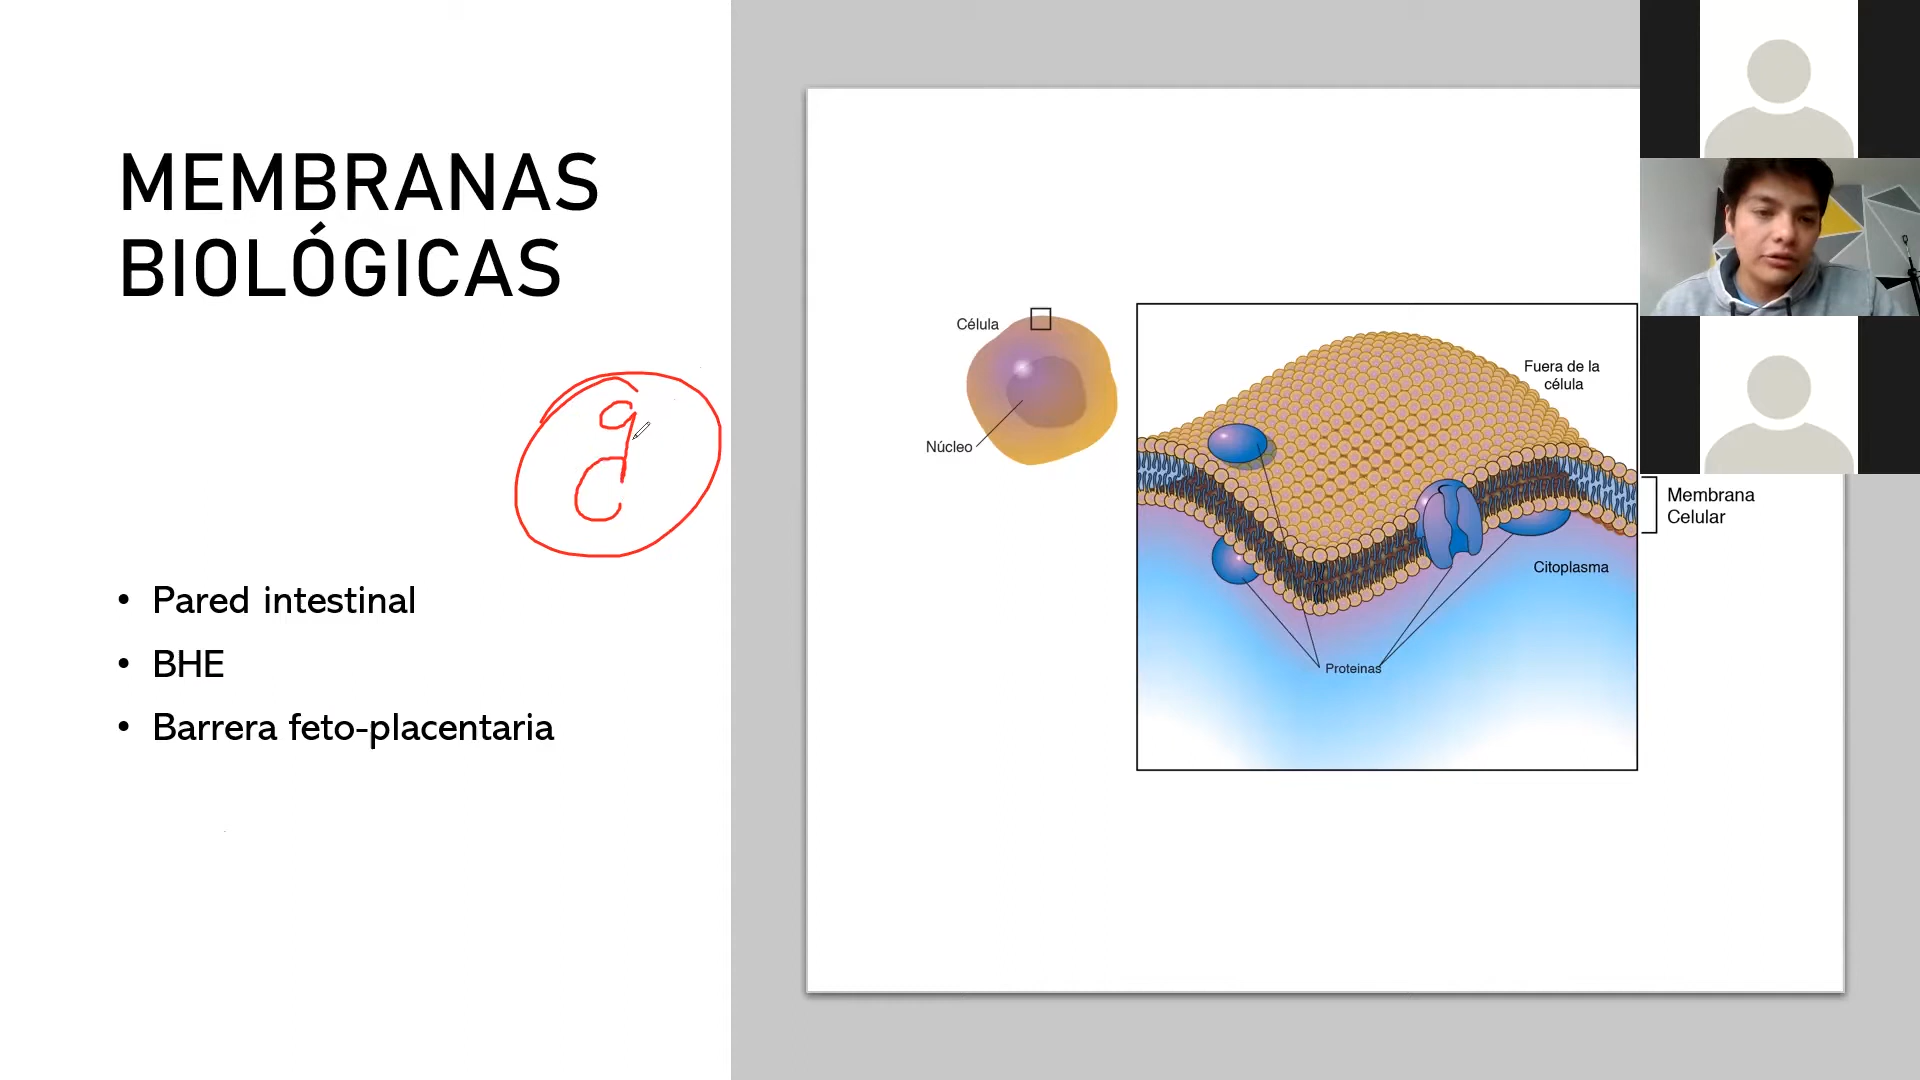 MEMBRANAS
BIOLÓGICAS
• Pared intestinal
• BHE
• Barrera feto-placentaria
Célula
Núcleo
Fuera de la
célula
Membrana
Celular
Citoplasma
Proteinas